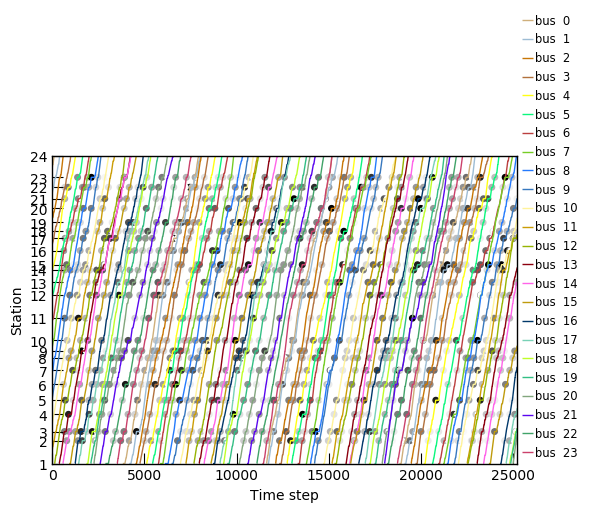 bus 0
bus 1
bus 2
bus 3
bus 4
bus 5
bus 6
bus 7
bus 8
bus 9
bus 10
bus 11
bus 12
bus 13
bus 14
bus 15
bus 16
bus 17
bus 18
bus 19
bus 20
bus 21
bus 22
bus 23
24
23
22
21
20
19
18
17
16
15
14
13
12
11
10
9
8
7
6
5
4
3
2
1
Station
0 5000 10000 15000 20000 25000
Time step